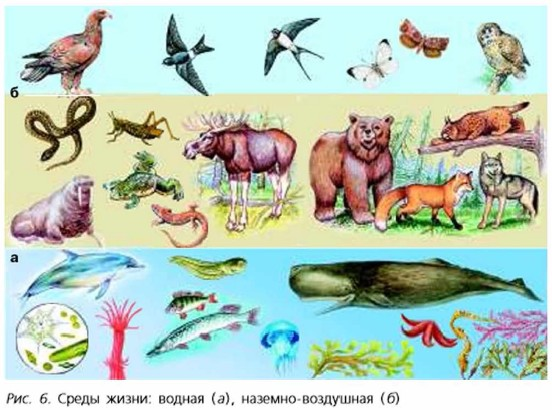 б
а
Рис. 6. Среды жизни: водная (а), наземно-воздушная (б)